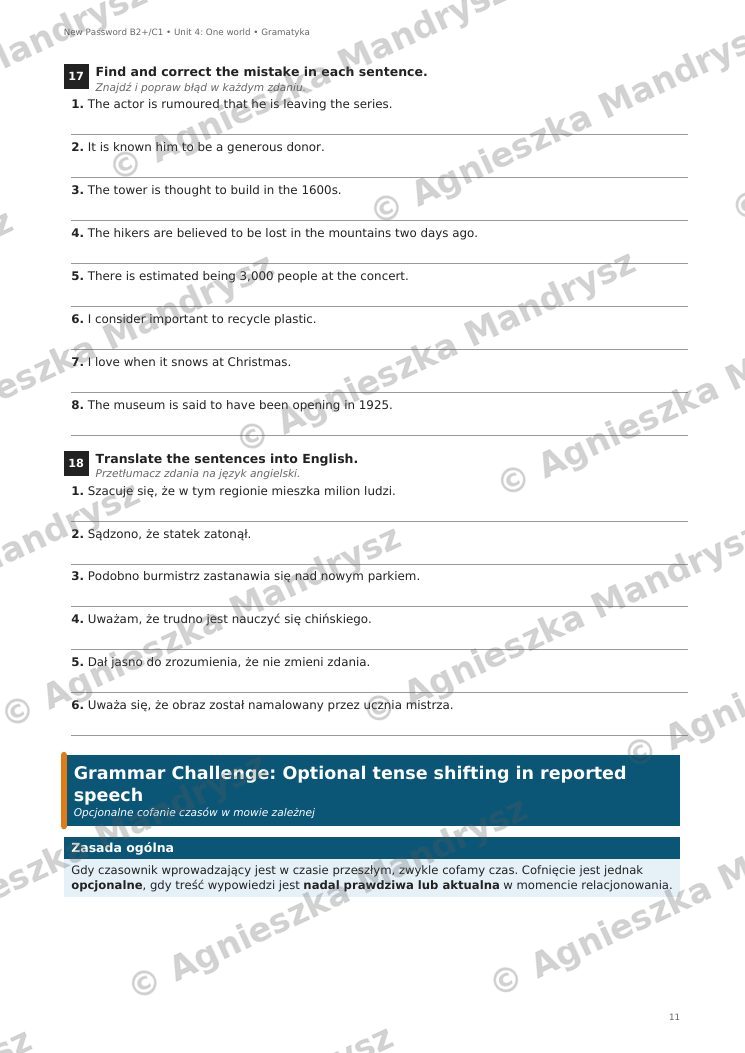 New Password B2+/C1 • Unit 4: One world • Gramatyka
17 Find and correct the mistake in each sentence.
Znajdź i popraw błąd w każdym zdaniu.
1. The actor is rumoured that he is leaving the series.
2. It is known him to be a generous donor.
3. The tower is thought to build in the 1600s.
4. The hikers are believed to be lost in the mountains two days ago.
5. There is estimated being 3,000 people at the concert.
6. I consider important to recycle plastic.
7. I love when it snows at Christmas.
8. The museum is said to have been opening in 1925.
18 Translate the sentences into English.
Przetłumacz zdania na język angielski.
1. Szacuje się, że w tym regionie mieszka milion ludzi.
2. Sądzono, że statek zatonął.
3. Podobno burmistrz zastanawia się nad nowym parkiem.
4. Uważam, że trudno jest nauczyć się chińskiego.
5. Dał jasno do zrozumienia, że nie zmieni zdania.
6. Uważa się, że obraz został namalowany przez ucznia mistrza.
Grammar Challenge: Optional tense shifting in reported
speech
Opcjonalne cofanie czasów w mowie zależnej
Zasada ogólna
Gdy czasownik wprowadzający jest w czasie przeszłym, zwykle cofamy czas. Cofnięcie jest jednak
opcjonalne, gdy treść wypowiedzi jest nadal prawdziwa lub aktualna w momencie relacjonowania.
11
© Agnieszka Mandrysz